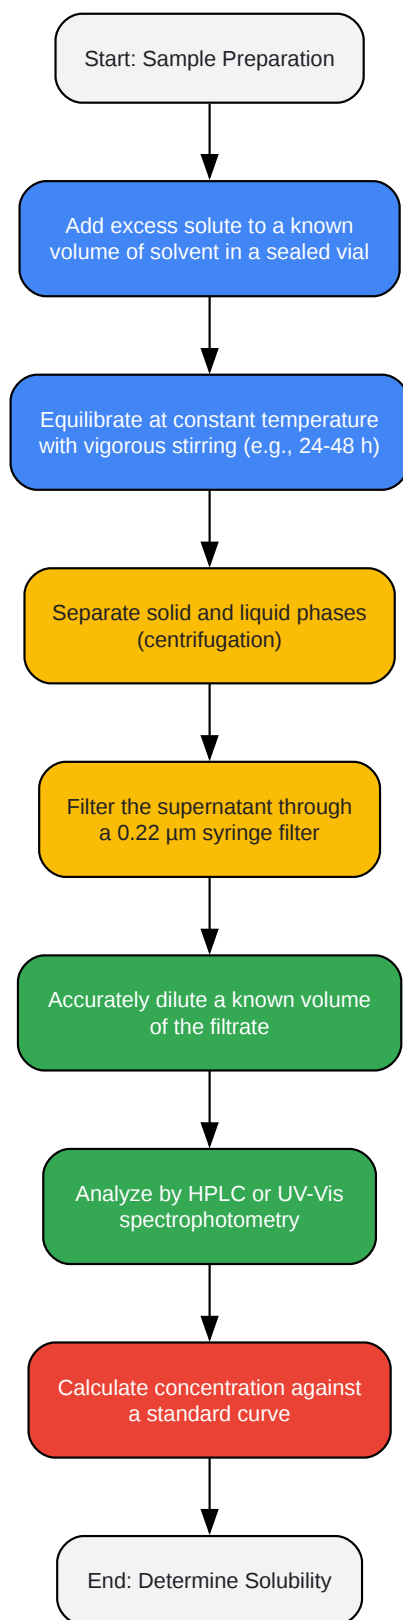 Start: Sample Preparation
Add excess solute to a known
volume of solvent in a sealed vial
Equilibrate at constant temperature
with vigorous stirring (e.g., 24-48 h)
Separate solid and liquid phases
(centrifugation)
Filter the supernatant through
a 0.22 µm syringe filter
Accurately dilute a known volume
of the filtrate
Analyze by HPLC or UV-Vis
spectrophotometry
Calculate concentration against
a standard curve
End: Determine Solubility